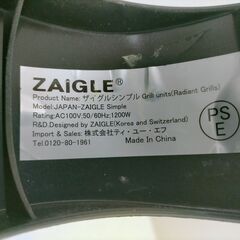 ZAiGLE®
Product Name: ザイグルシンプル Grill units(Radiant Grills)
Model:JAPAN-ZAIGLE Simple
Rating:AC100V.50/60Hz,1200W
R&D.Designed by ZAIGLE(Korea and Switzerland)
Import & Sales: 株式会社ティ・ユー・エフ
Tel.0120-80-1961
Made In China
PS
E